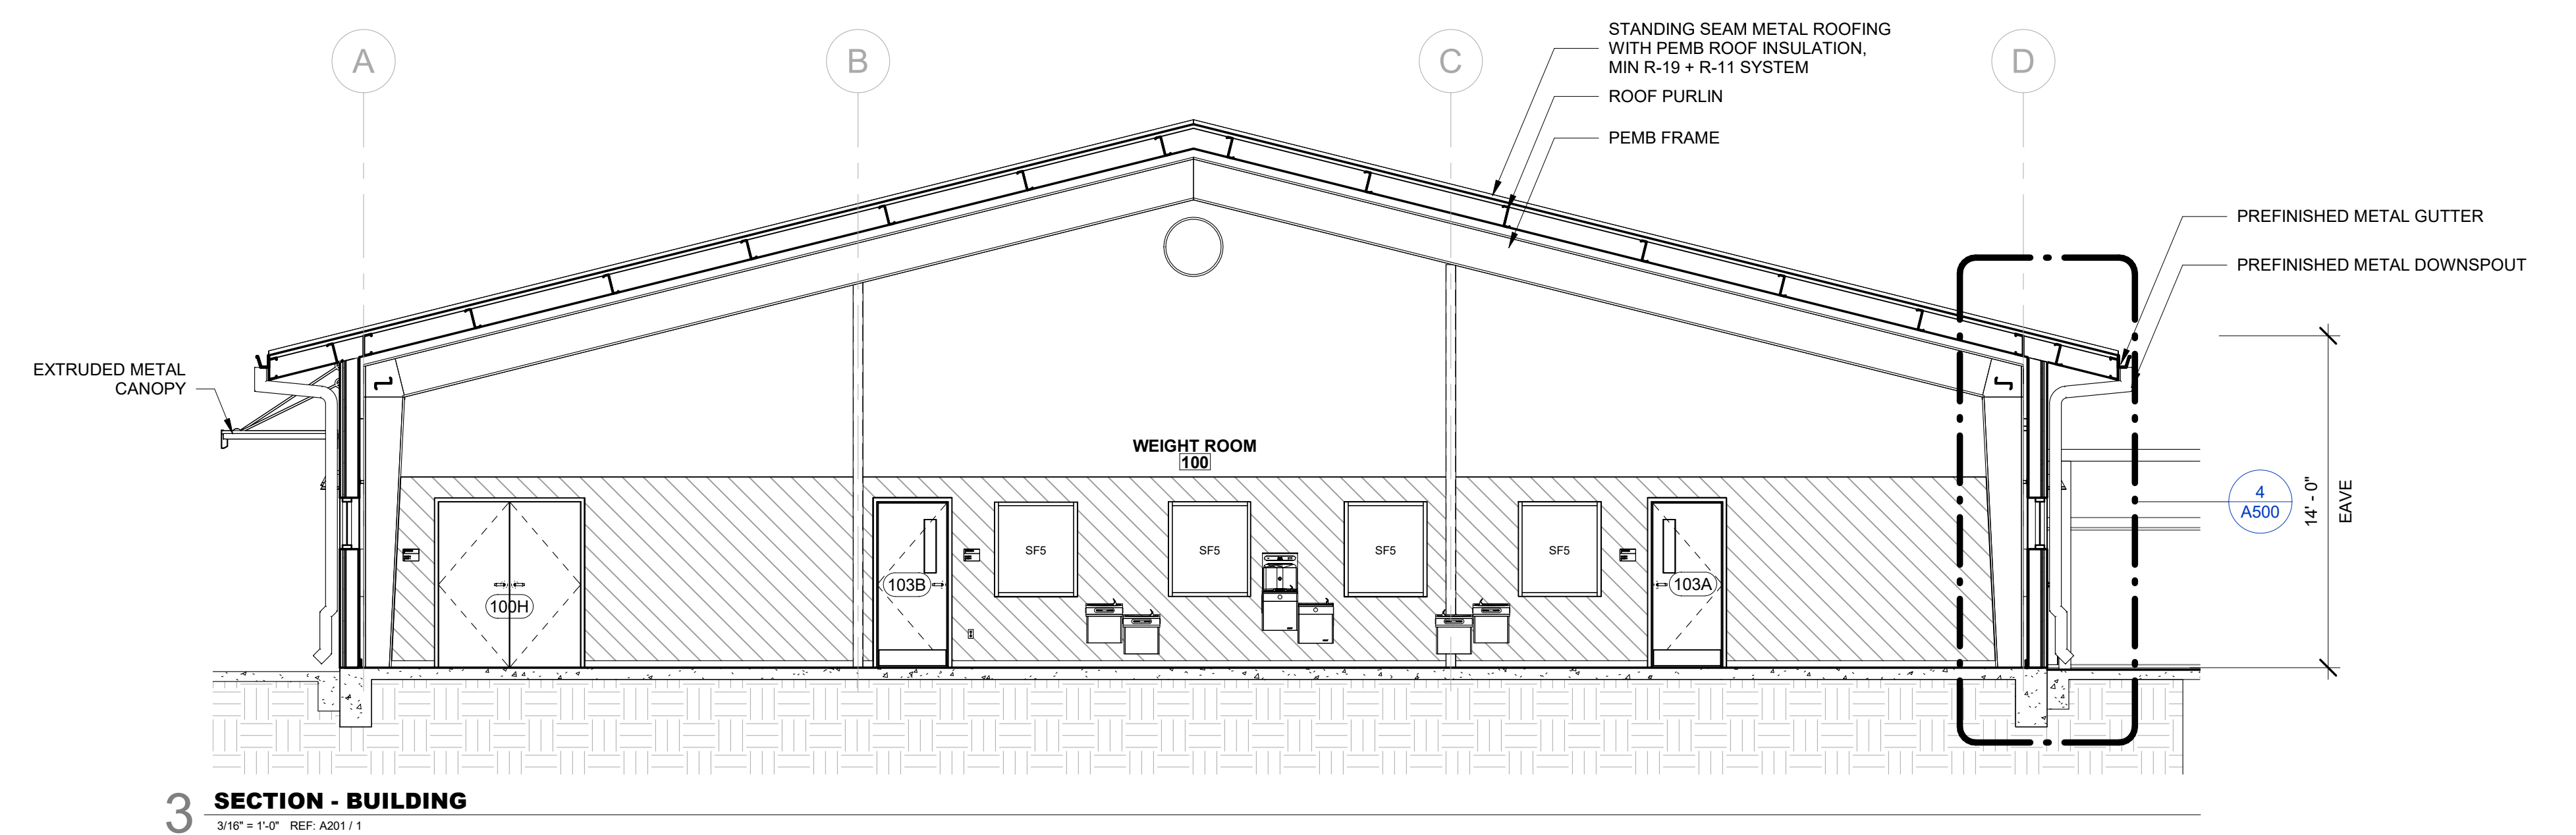 A
B
C
D
STANDING SEAM METAL ROOFING
WITH PEMB ROOF INSULATION,
MIN R-19 + R-11 SYSTEM
ROOF PURLIN
PEMB FRAME
PREFINISHED METAL GUTTER
PREFINISHED METAL DOWNSPOUT
EXTRUDED METAL
CANOPY
WEIGHT ROOM
100
4
A500
14' - 0"
EAVE
SF5
SF5
SF5
SF5
100H
103B
103A
3
SECTION - BUILDING
3/16" = 1'-0" REF: A201 / 1